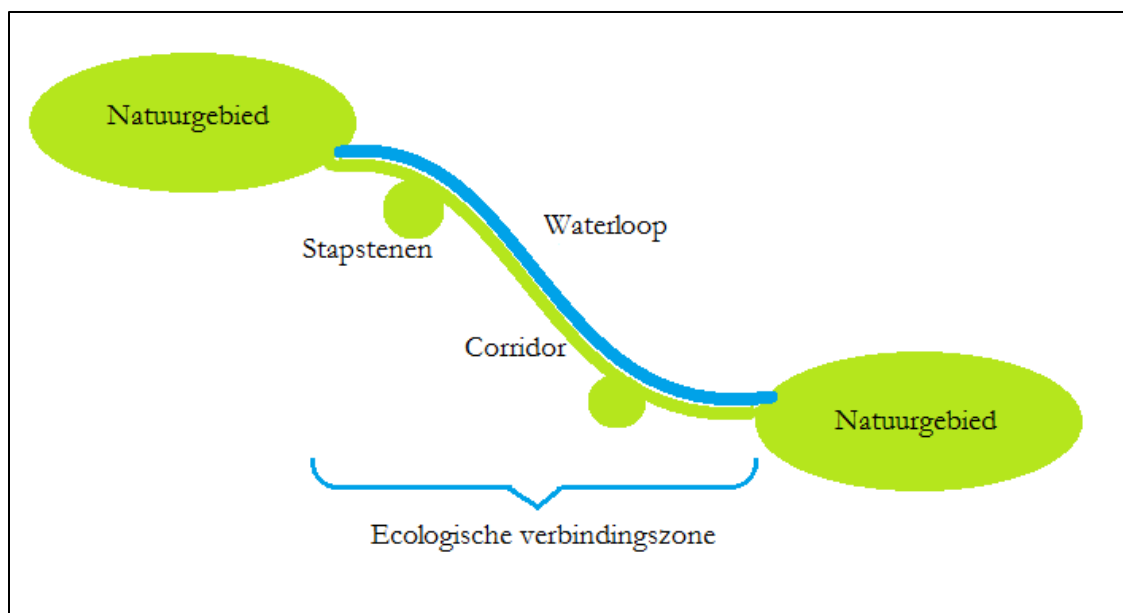 Natuurgebied
Waterloop
Stapstenen
Corridor
Natuurgebied
Ecologische verbindingszone